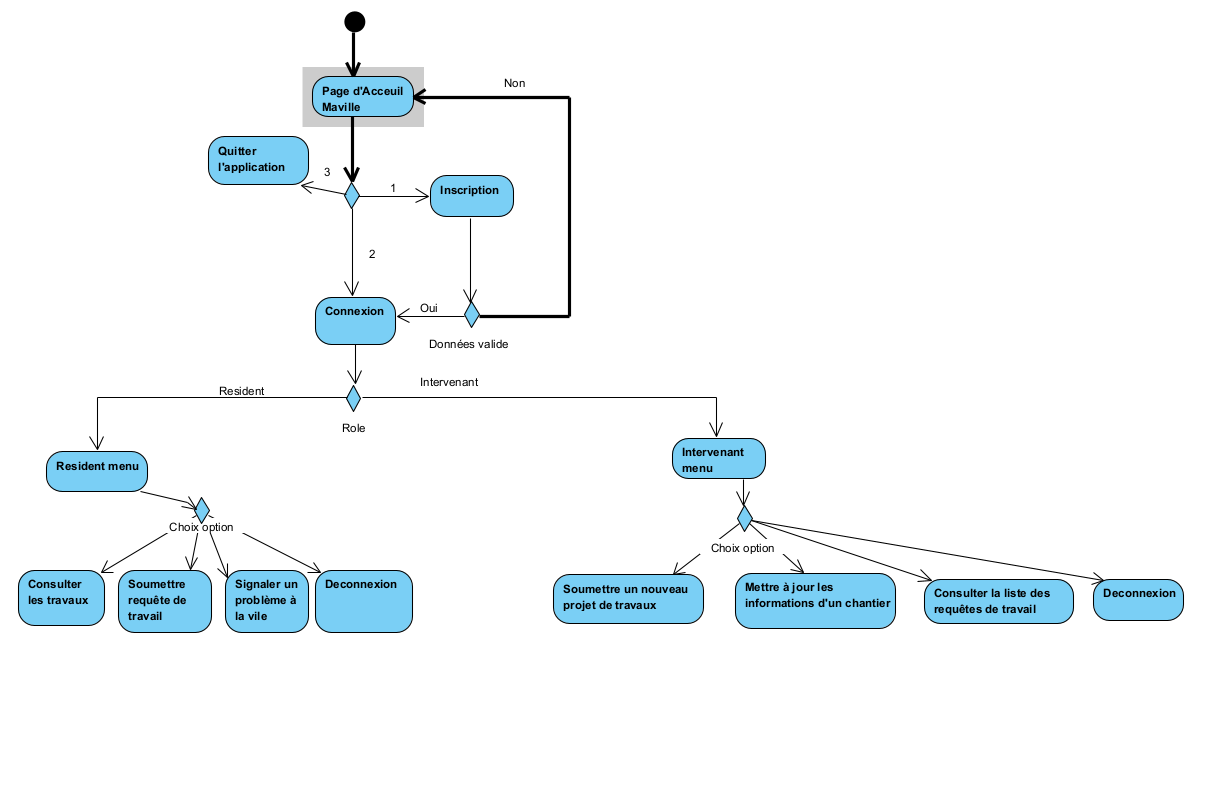 Non
Page d'Acceuil
Maville
Quitter
l'application
3
1
Inscription
2
Connexion
Oui
Données valide
Resident
Intervenant
Role
Resident menu
Intervenant
menu
Choix option
Choix option
Consulter
les travaux
Soumettre
requête de
travail
Signaler un
problème à
la vile
Deconnexion
Soumettre un nouveau
projet de travaux
Mettre à jour les
informations d'un chantier
Consulter la liste des
requêtes de travail
Deconnexion